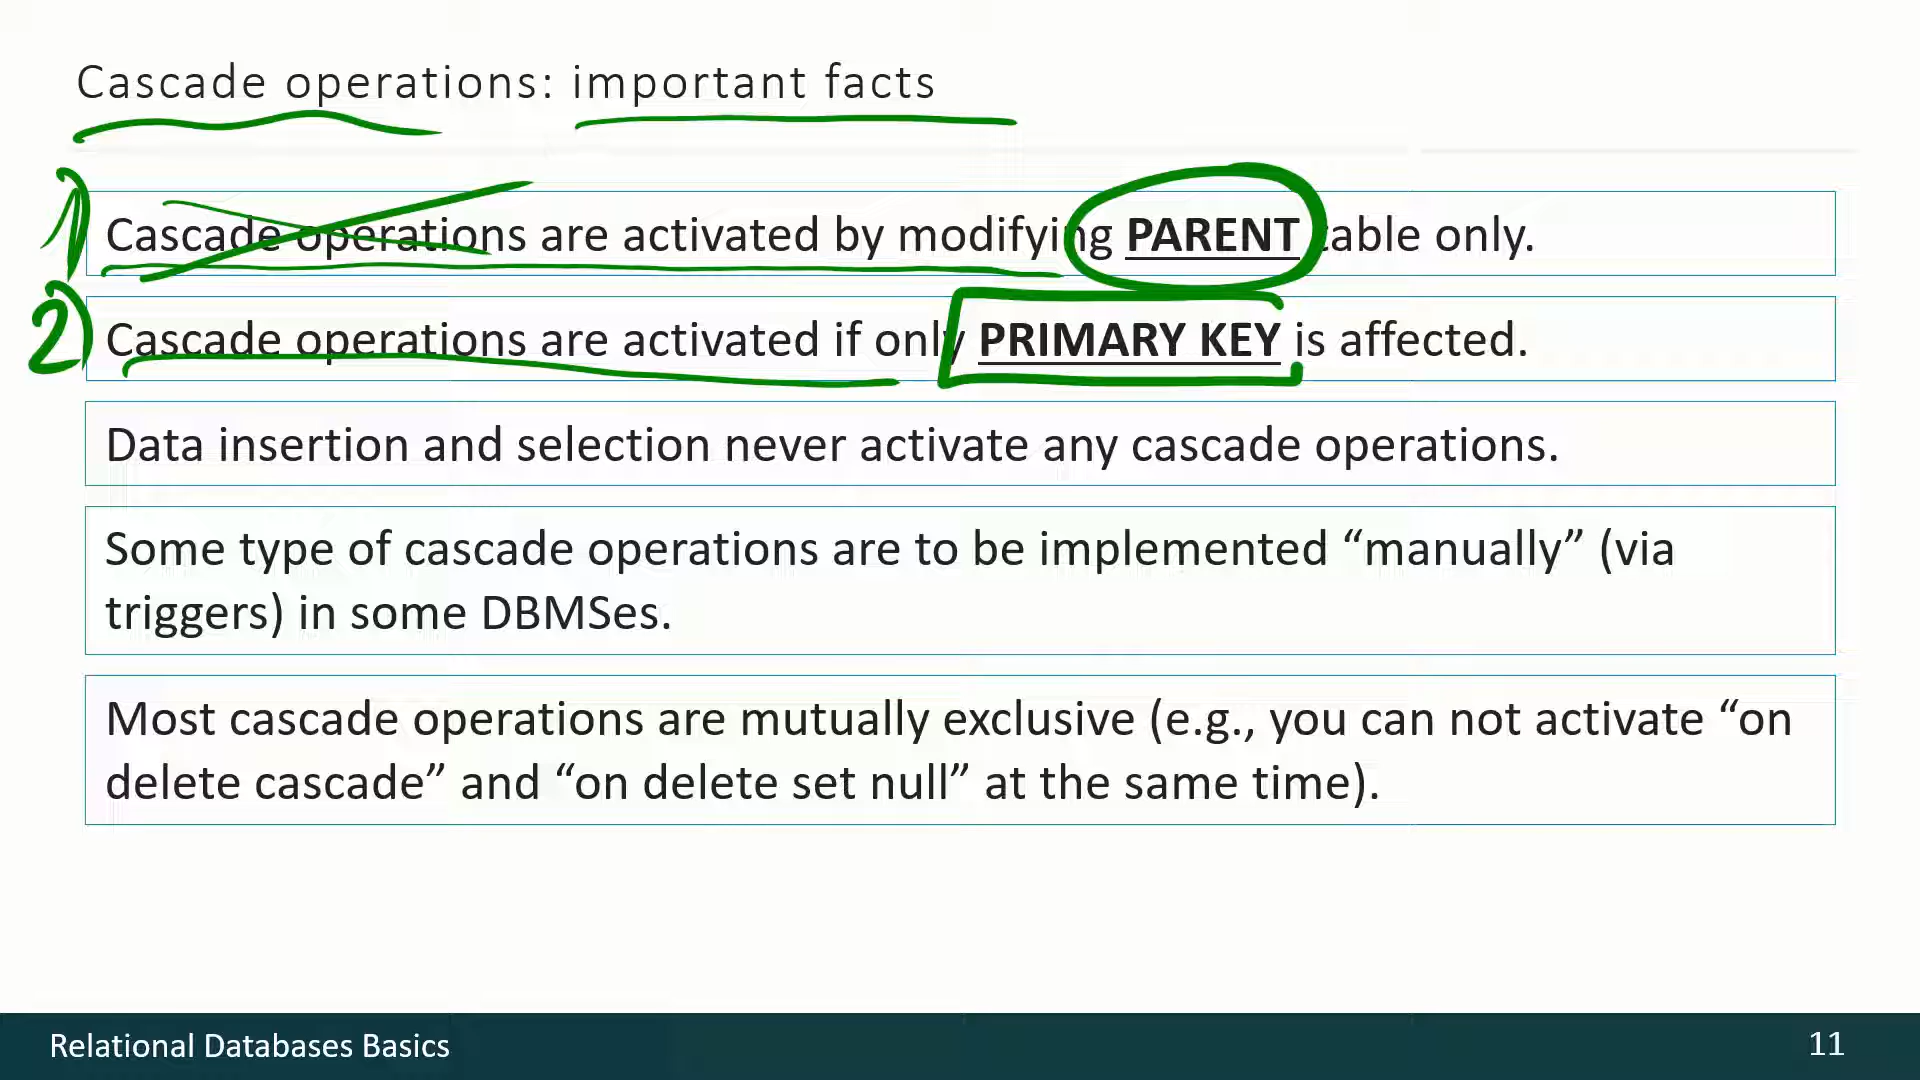 Cascade operations: important facts
1) Cascade operations are activated by modifying PARENT table only.
2) Cascade operations are activated if only PRIMARY KEY is affected.
Data insertion and selection never activate any cascade operations.
Some type of cascade operations are to be implemented “manually” (via
triggers) in some DBMSes.
Most cascade operations are mutually exclusive (e.g., you can not activate “on
delete cascade” and “on delete set null” at the same time).
Relational Databases Basics
11